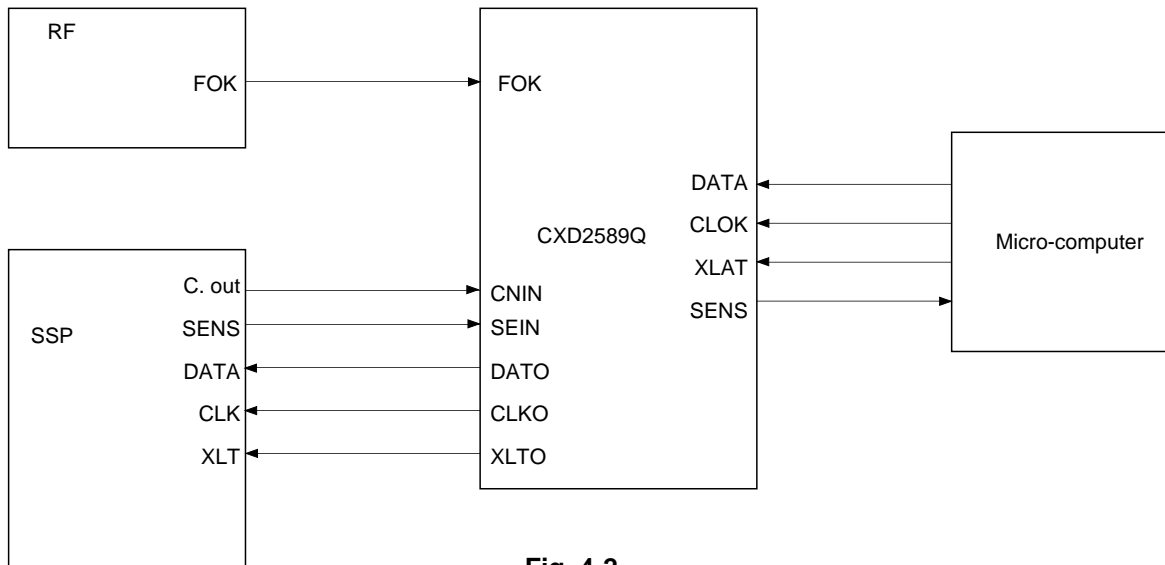 RF
FOK
FOK
DATA
CLOK
XLAT
SENS
CXD2589Q
Micro-computer
SSP
C. out
SENS
DATA
CLK
XLT
CNIN
SEIN
DATO
CLKO
XLTO